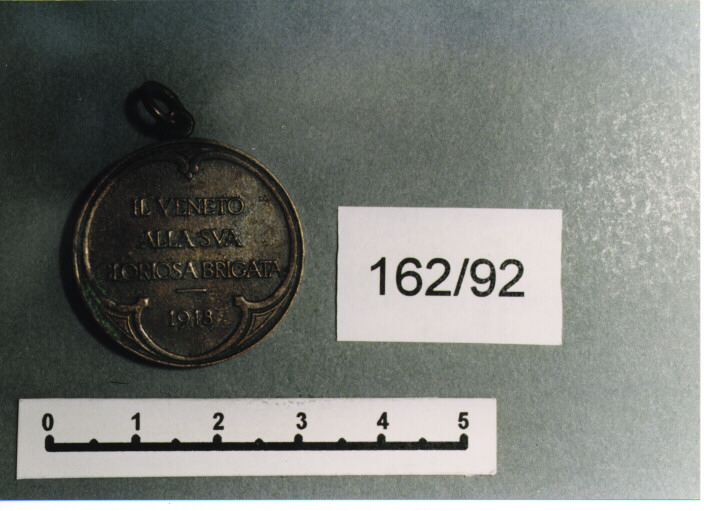 IL VENETO
ALLA SVA
GLORIOSA BRIGATA
1918
162/92
0 1 2 3 4 5